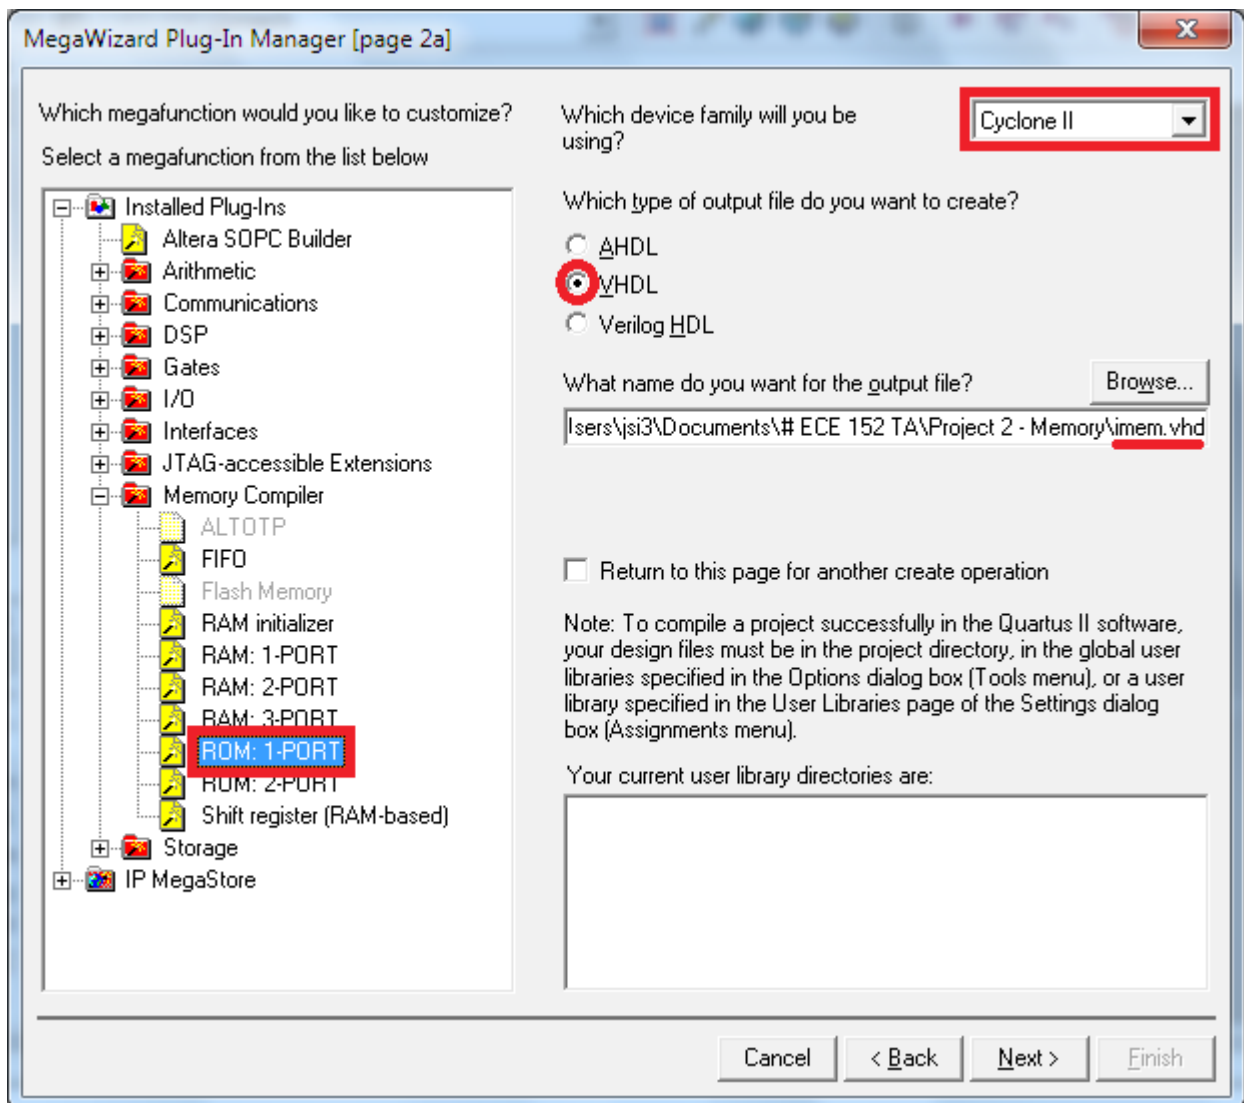 MegaWizard Plug-In Manager [page 2a]
Which megafunction would you like to customize?
Select a megafunction from the list below
Installed Plug-Ins
Altera SOPC Builder
Arithmetic
Communications
DSP
Gates
I/O
Interfaces
JTAG-accessible Extensions
Memory Compiler
ALTOTP
FIFO
Flash Memory
RAM initializer
RAM: 1-PORT
RAM: 2-PORT
RAM: 3-PORT
ROM: 1-PORT
ROM: 2-PORT
Shift register (RAM-based)
Storage
IP MegaStore
Which device family will you be
using?
Cyclone II
Which type of output file do you want to create?
AHDL
VHDL
Verilog HDL
What name do you want for the output file?
Browse...
lsers\jsi3\Documents\# ECE 152 TA\Project 2 - Memory\imem.vhd
Return to this page for another create operation
Note: To compile a project successfully in the Quartus II software,
your design files must be in the project directory, in the global user
libraries specified in the Options dialog box (Tools menu), or a user
library specified in the User Libraries page of the Settings dialog
box (Assignments menu).
Your current user library directories are:
Cancel
< Back
Next >
Finish